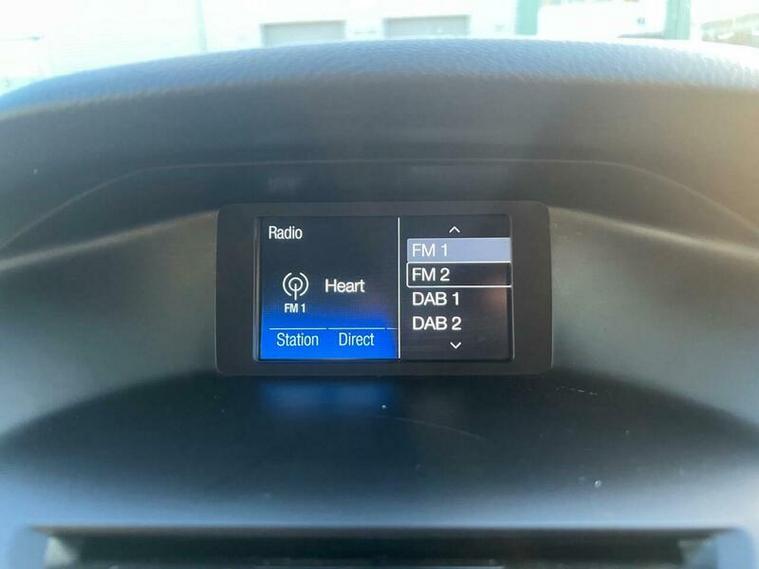 Radio
Heart
FM 1
Station Direct
FM 1
FM 2
DAB 1
DAB 2